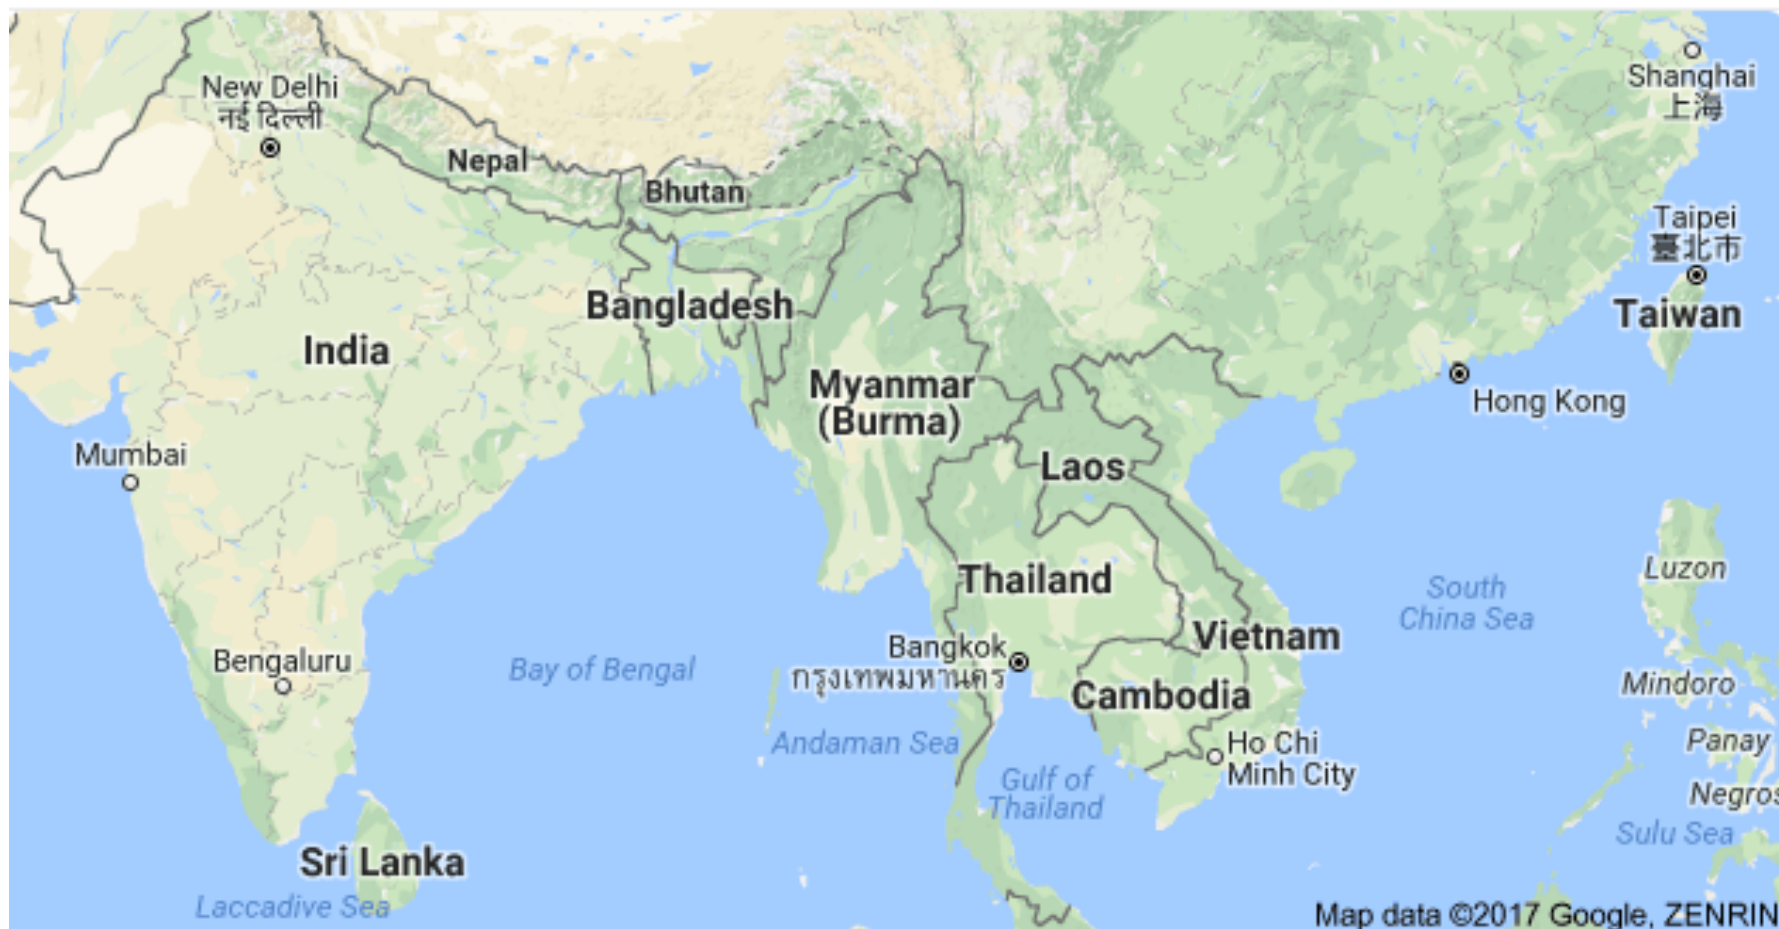 Shanghai
上海
New Delhi
नई दिल्ली
Nepal
Bhutan
Taipei
臺北市
Taiwan
Bangladesh
India
Myanmar
(Burma)
Hong Kong
Mumbai
Laos
Luzon
Thailand
South
China Sea
Vietnam
Bangkok
กรุงเทพมหานคร
Bengaluru
Bay of Bengal
Mindoro
Cambodia
Andaman Sea
Ho Chi
Minh City
Panay
Gulf of
Thailand
Negros
Sulu Sea
Sri Lanka
Laccadive Sea
Map data ©2017 Google, ZENRIN